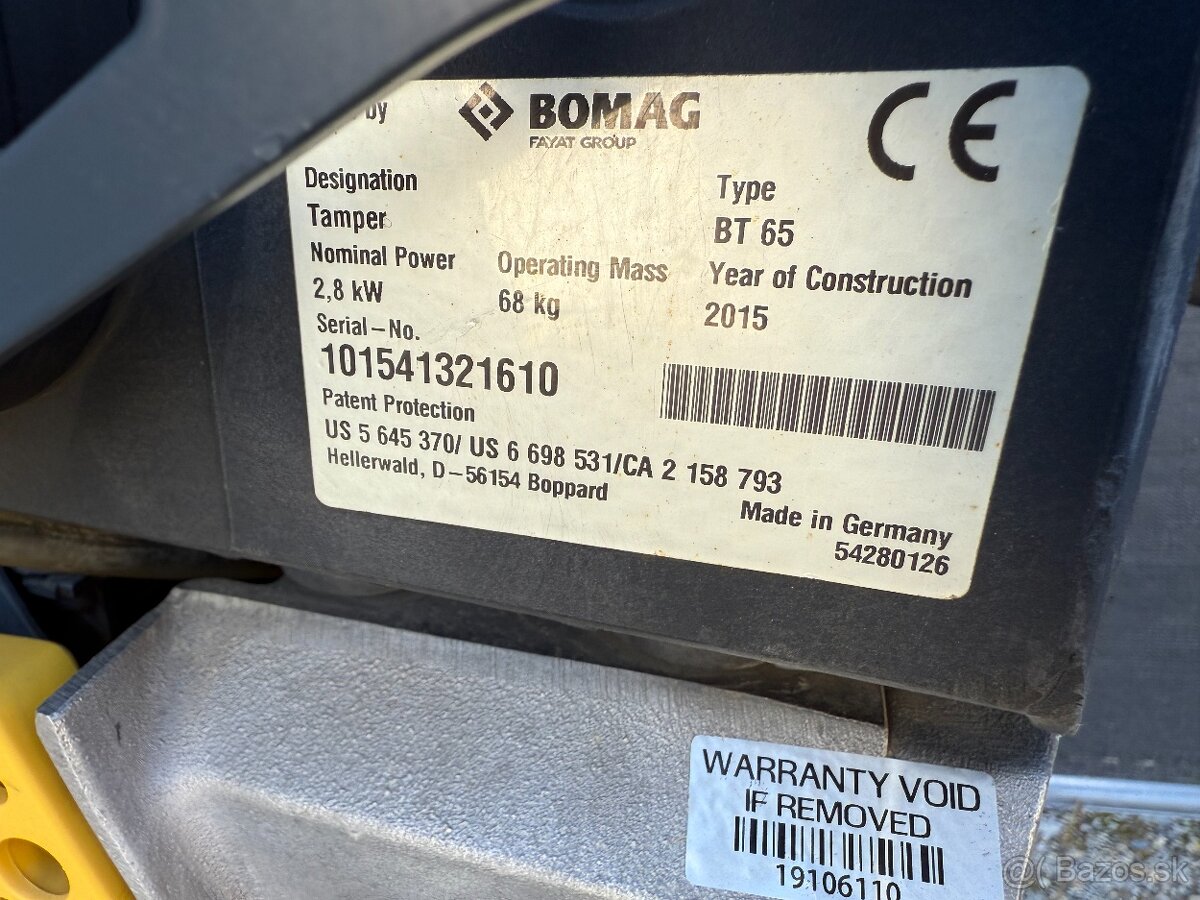 by BOMAG CE
FAYAT GROUP
Designation Type
Tamper BT 65
Nominal Power Operating Mass Year of Construction
2,8 kW 68 kg 2015
Serial-No.
101541321610
Patent Protection
US 5 645 370/ US 6 698 531/CA 2 158 793
Hellerwald, D-56154 Boppard
Made in Germany
54280126
WARRANTY VOID
IF REMOVED
19106110
Bazos.sk